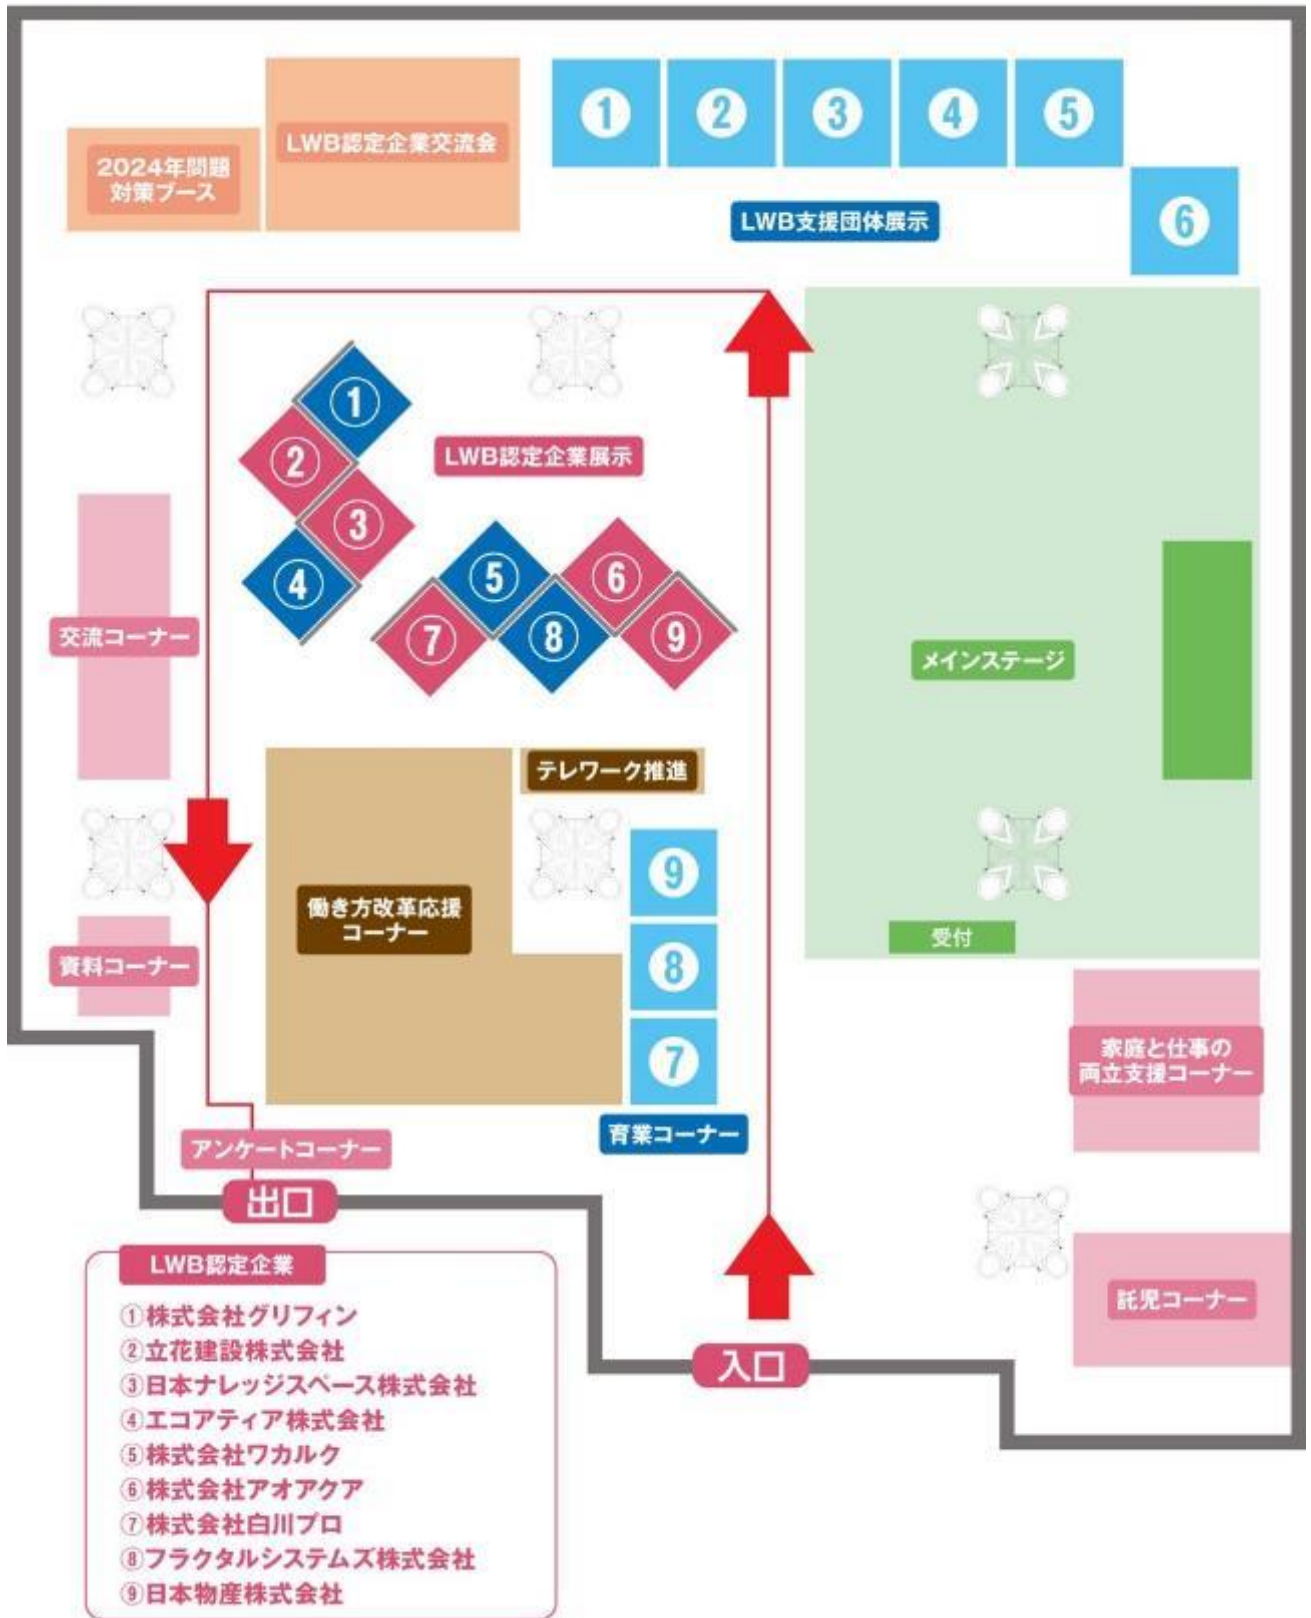 LWB認定企業交流会
2024年問題
対策ブース
1
2
3
4
5
6
LWB支援団体展示
①
②
③
④
LWB認定企業展示
⑤
⑥
⑦
⑧
⑨
交流コーナー
メインステージ
テレワーク推進
働き方改革応援
コーナー
9
8
7
受付
資料コーナー
家庭と仕事の
両立支援コーナー
育業コーナー
アンケートコーナー
出口
託児コーナー
入口
LWB認定企業
①株式会社グリフィン
②立花建設株式会社
③日本ナレッジスペース株式会社
④エコアティア株式会社
⑤株式会社ワカルク
⑥株式会社アオアクア
⑦株式会社白川プロ
⑧フラクタルシステムズ株式会社
⑨日本物産株式会社